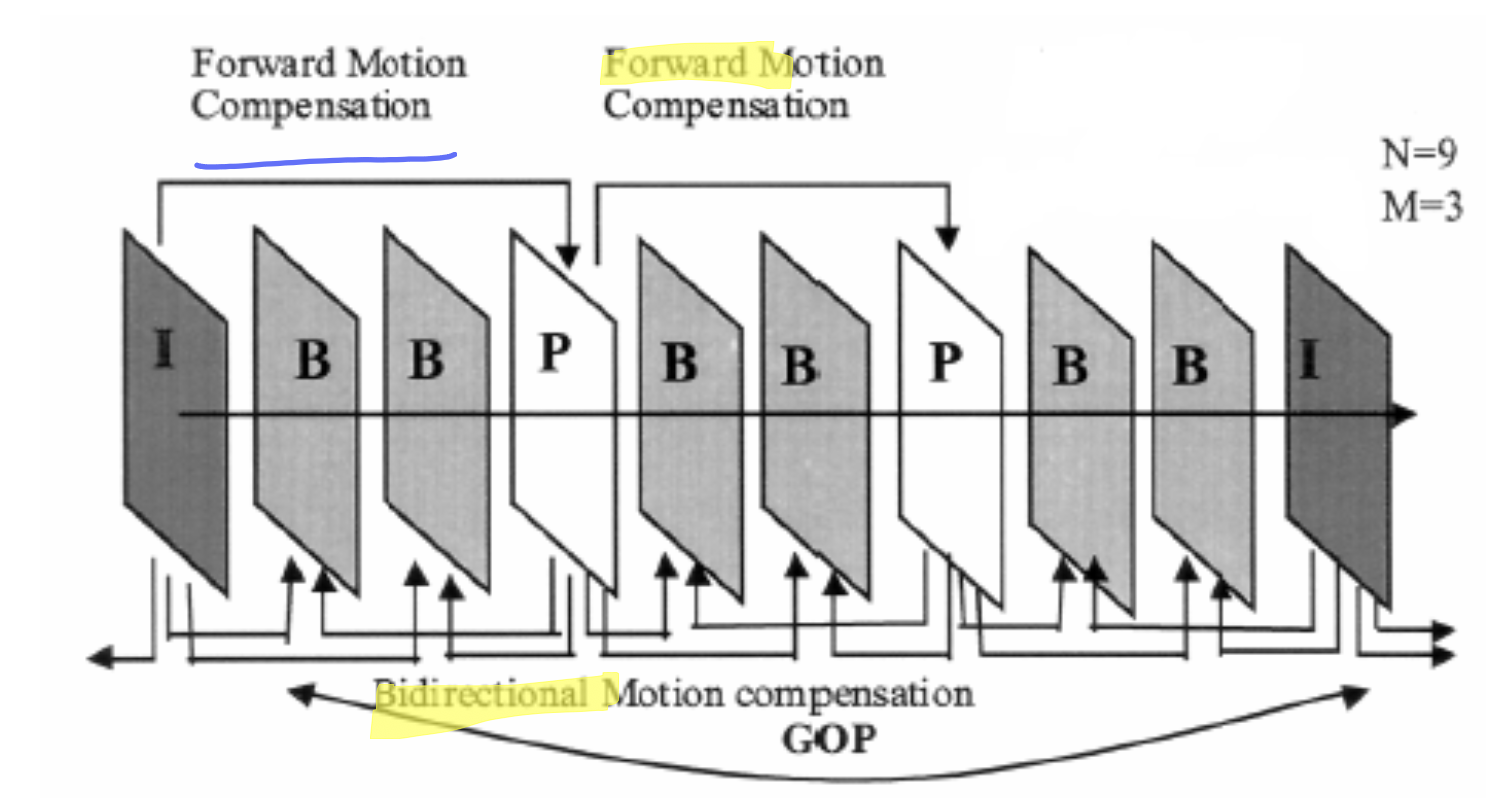 Forward Motion
Compensation
Forward Motion
Compensation
N=9
M=3
I B B P B B P B B I
Bidirectional Motion compensation
GOP